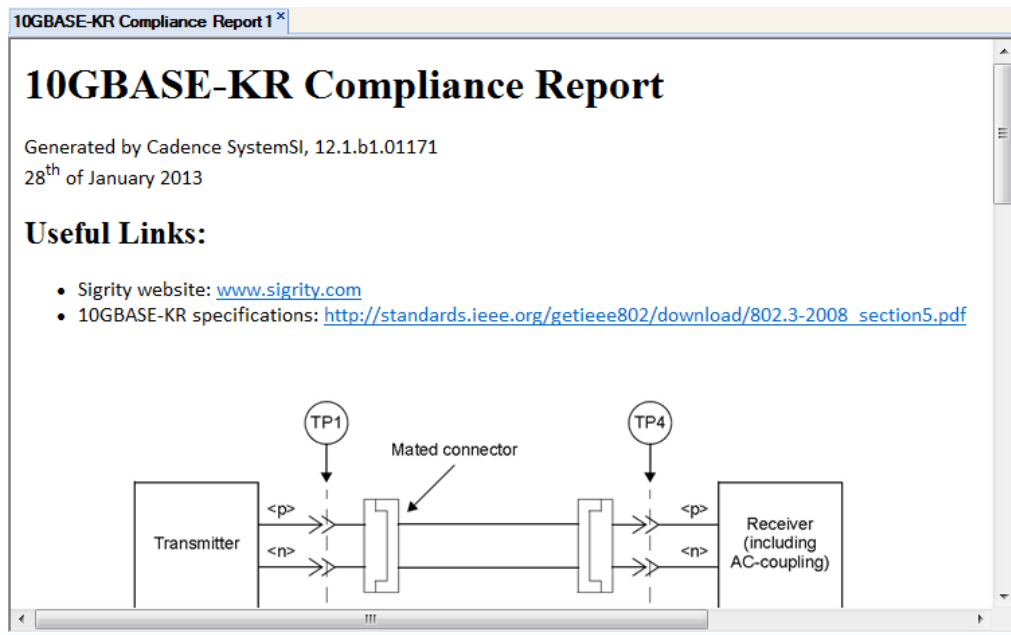 10GBASE-KR Compliance Report1 x
10GBASE-KR Compliance Report
Generated by Cadence SystemSI, 12.1.b1.01171
28th of January 2013
Useful Links:
• Sigrity website: www.sigrity.com
• 10GBASE-KR specifications: http://standards.ieee.org/getieee802/download/802.3-2008_section5.pdf
TP1
TP4
Mated connector
<p>
<p>
Transmitter
Receiver
(including
AC-coupling)
<n>
<n>